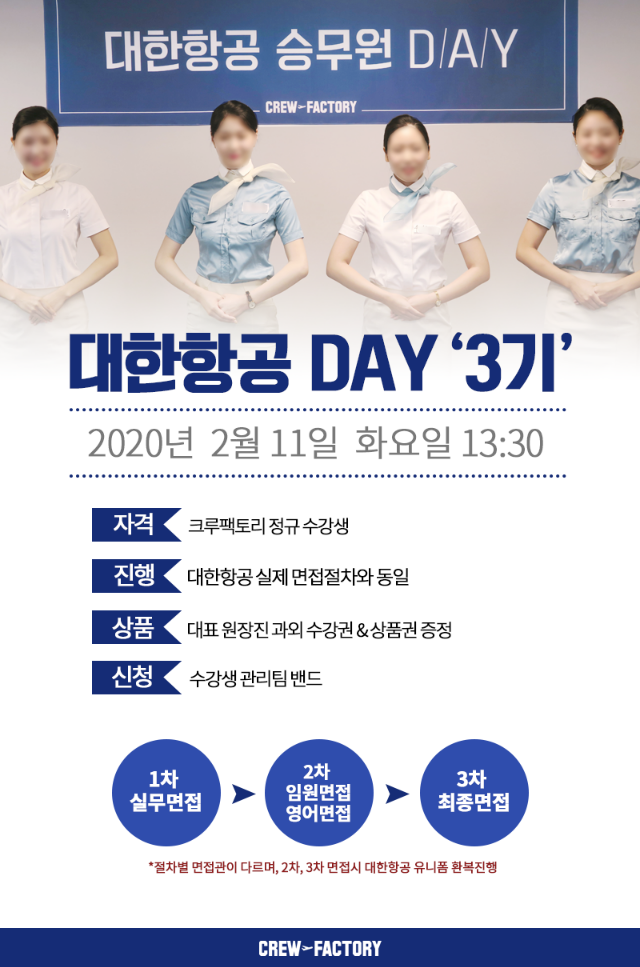 대한항공 승무원 D/A/Y
CREW FACTORY
대한항공 DAY ‘3기’
2020년 2월 11일 화요일 13:30
자격 크루팩토리 정규 수강생
진행 대한항공 실제 면접절차와 동일
상품 대표 원장진 과외 수강권 & 상품권 증정
신청 수강생 관리팀 밴드
1차
실무면접
2차
임원면접
영어면접
3차
최종면접
*절차별 면접관이 다르며, 2차, 3차 면접시 대한항공 유니폼 환복진행
CREW FACTORY